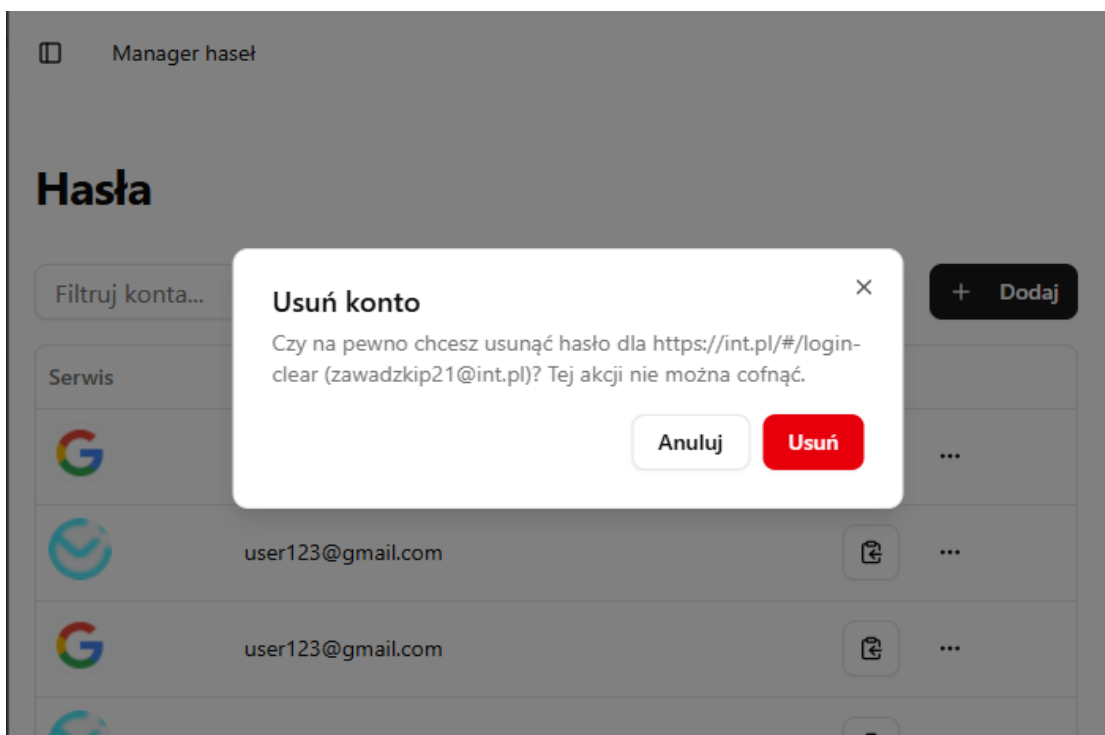 Manager haseł
Hasła
Filtruj konta...
+ Dodaj
Usuń konto
Czy na pewno chcesz usunąć hasło dla https://int.pl/#/login-
clear (zawadzkip21@int.pl)? Tej akcji nie można cofnąć.
Anuluj
Usuń
Serwis
user123@gmail.com
user123@gmail.com